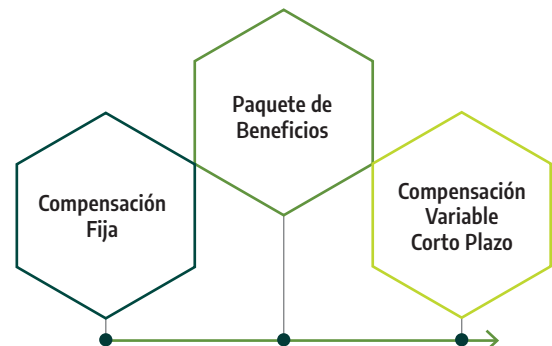 Compensación
Fija
Paquete de
Beneficios
Compensación
Variable
Corto Plazo